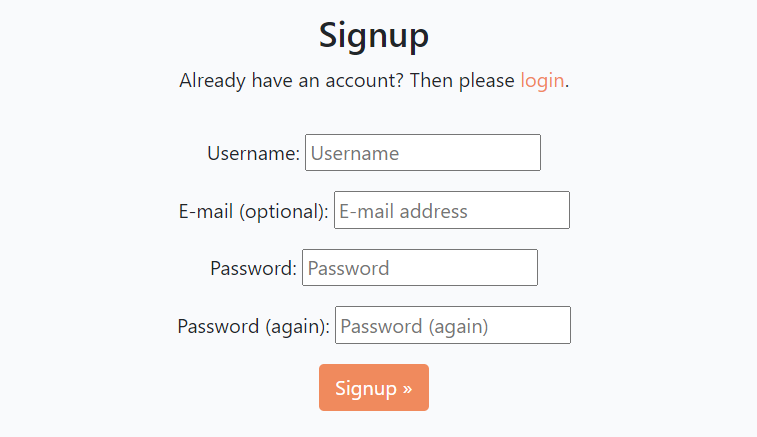 Signup
Already have an account? Then please login.
Username: Username
E-mail (optional): E-mail address
Password: Password
Password (again): Password (again)
Signup »